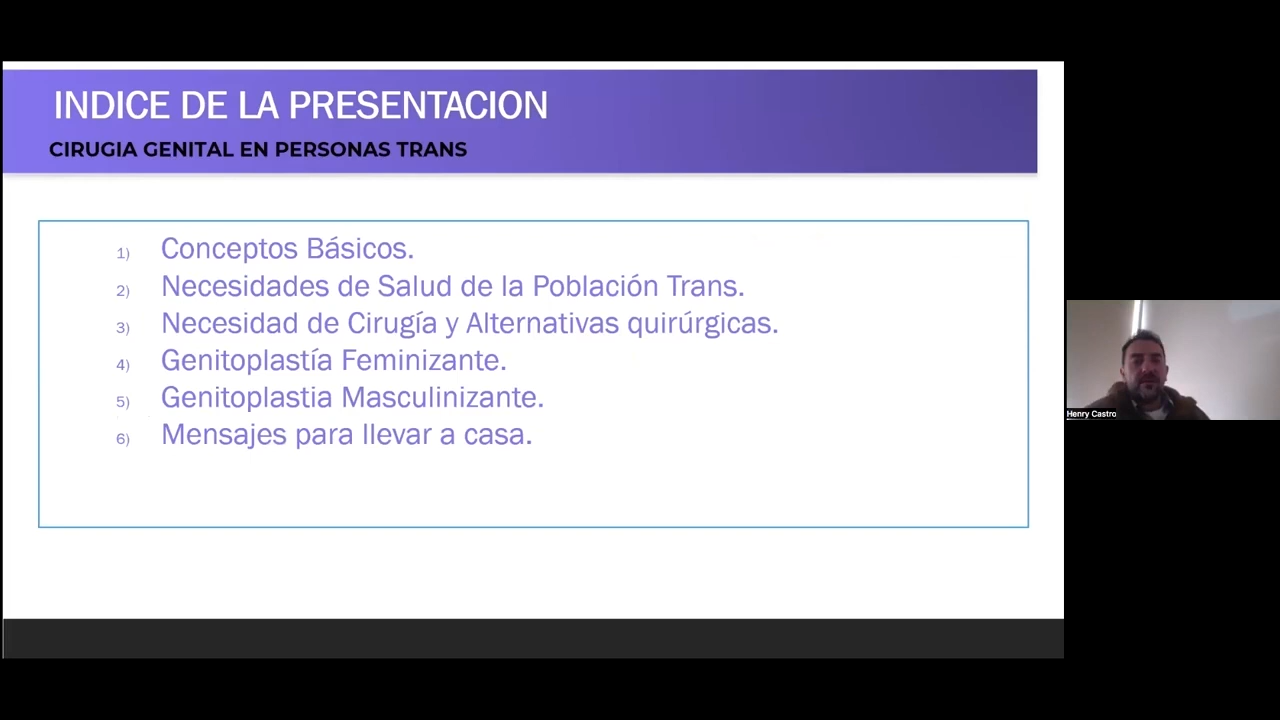 INDICE DE LA PRESENTACION
CIRUGIA GENITAL EN PERSONAS TRANS
1) Conceptos Básicos.
2) Necesidades de Salud de la Población Trans.
3) Necesidad de Cirugía y Alternativas quirúrgicas.
4) Genitoplastía Feminizante.
5) Genitoplastia Masculinizante.
6) Mensajes para llevar a casa.
Henry Castro